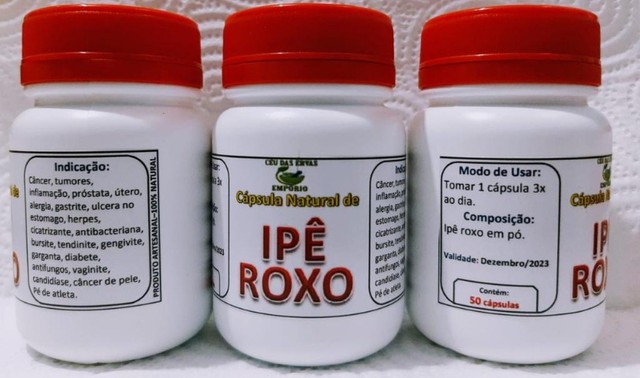 Indicação:
Câncer, tumores,
inflamação, próstata, útero,
alergia, gastrite, ulcera no
estomago, herpes,
cicatrizante, antibacteriana,
bursite, tendinite, gengivite,
garganta, diabete,
antifungos, vaginite,
candidíase, câncer de pele,
Pé de atleta.
PRODUTO ARTESANAL-100% NATURAL
CÉU DAS ERVAS
EMPÓRIO
Cápsula Natural de
IPÊ
ROXO
Modo de Usar:
Tomar 1 cápsula 3x
ao dia.
Composição:
Ipê roxo em pó.
Validade: Dezembro/2023
Contém:
50 cápsulas